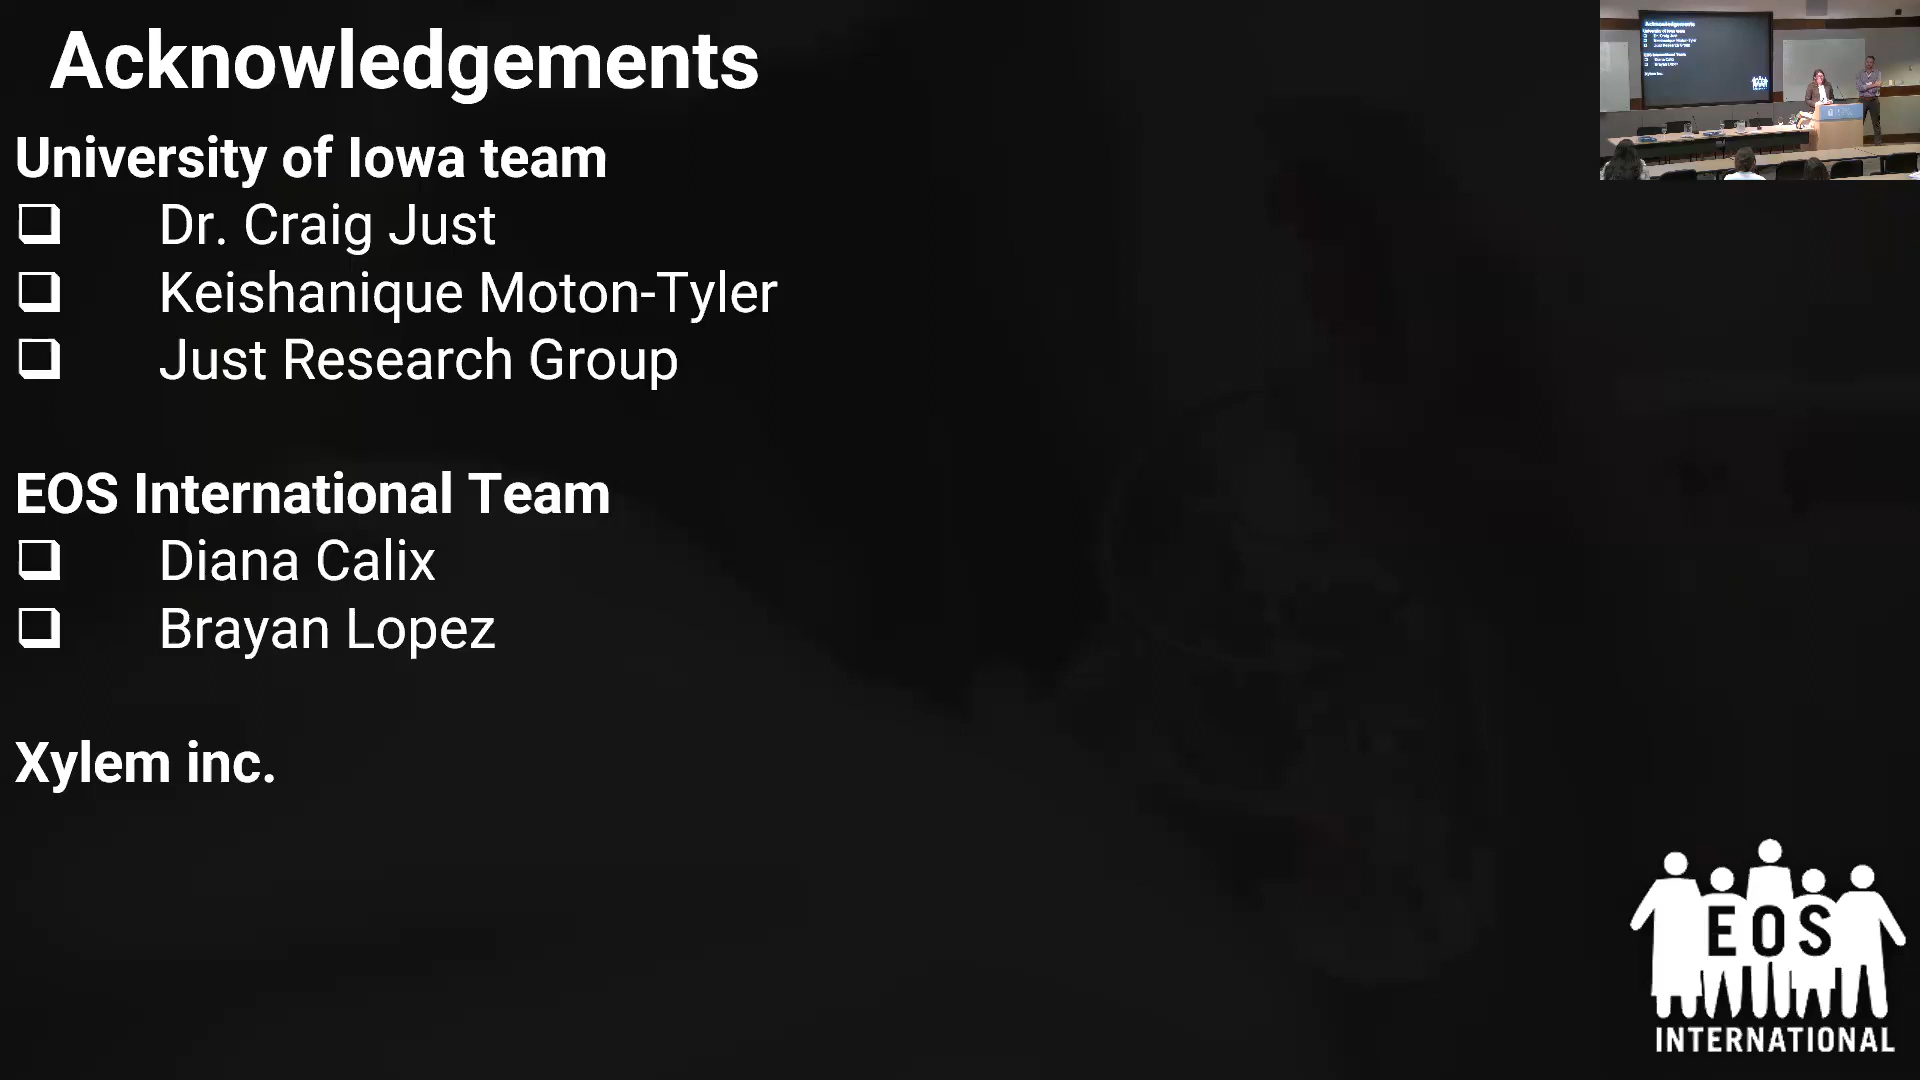 Acknowledgements
University of Iowa team
❑ Dr. Craig Just
❑ Keishanique Moton-Tyler
❑ Just Research Group
EOS International Team
❑ Diana Calix
❑ Brayan Lopez
Xylem inc.
EOS
INTERNATIONAL